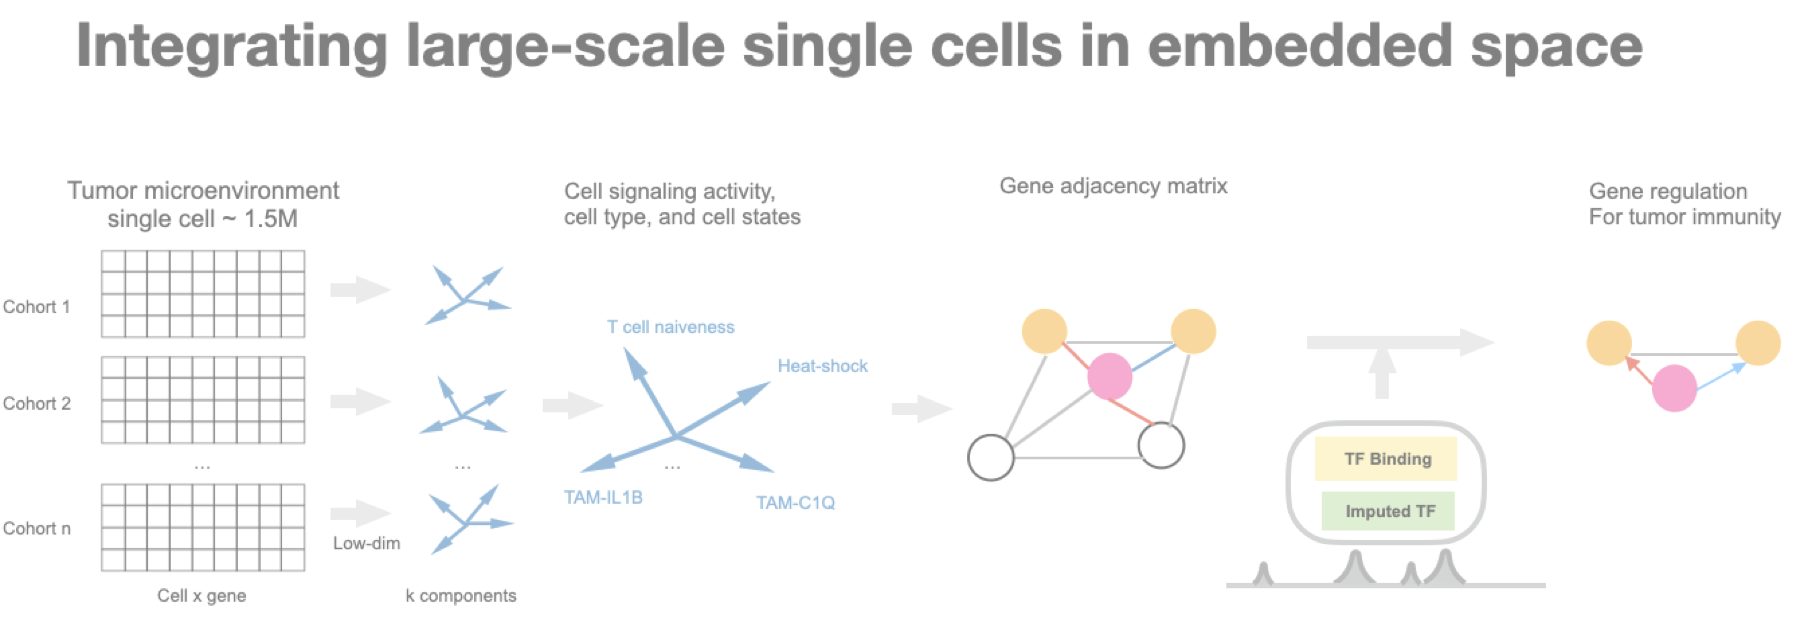 Integrating large-scale single cells in embedded space
Tumor microenvironment
single cell ~ 1.5M
Cohort 1
Cohort 2
...
Cohort n
Low-dim
Cell x gene
...
k components
Cell signaling activity,
cell type, and cell states
T cell naiveness
Heat-shock
...
TAM-IL1B
TAM-C1Q
Gene adjacency matrix
TF Binding
Imputed TF
Gene regulation
For tumor immunity